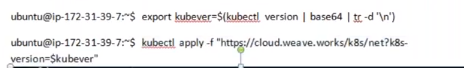 ubuntu@ip-172-31-39-7:~$ export kubever=$(kubectl version | base64 | tr -d '\n')
ubuntu@ip-172-31-39-7:~$ kubectl apply -f "https://cloud.weave.works/k8s/net?k8s-
version=$kubever"